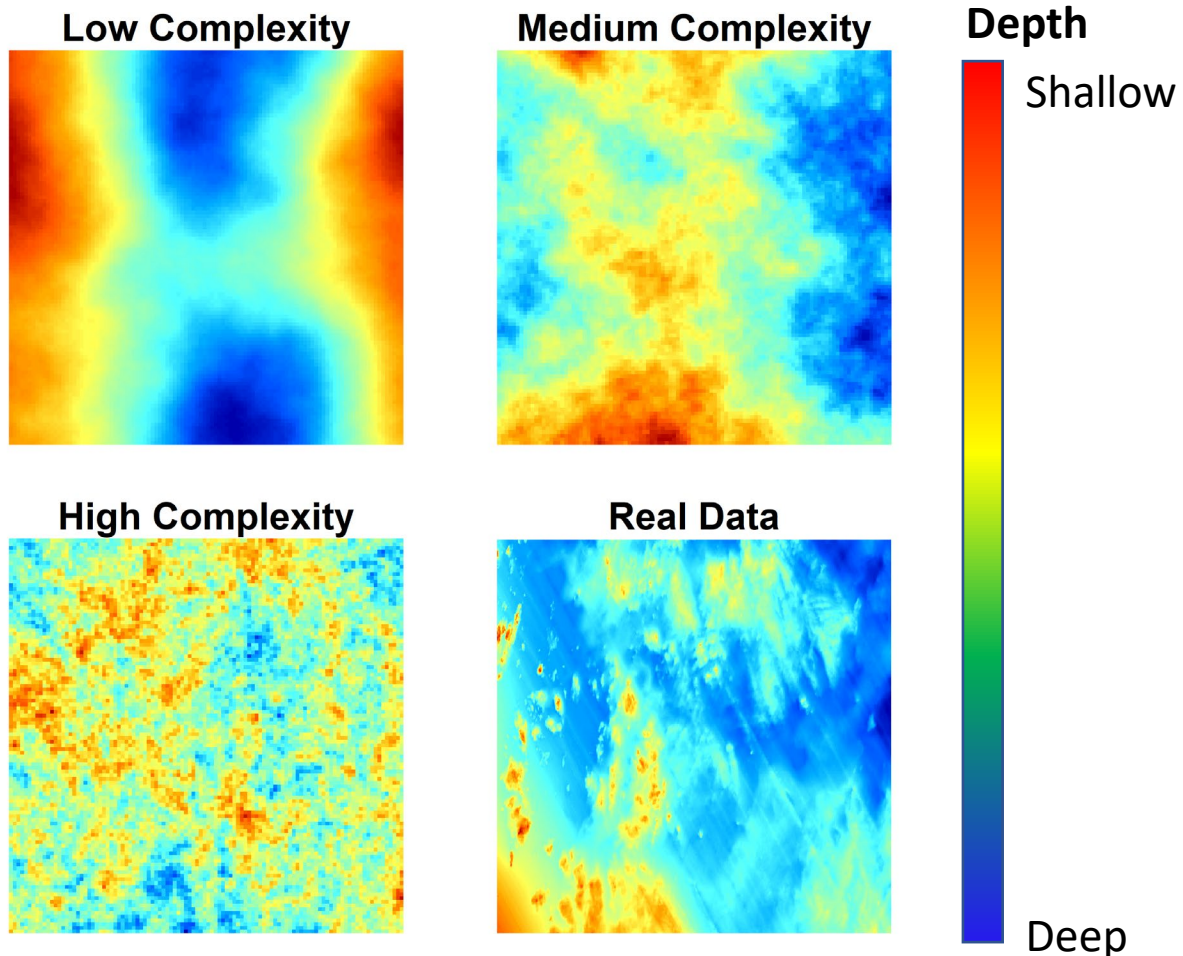 Low Complexity
Medium Complexity
Depth
Shallow
High Complexity
Real Data
Deep